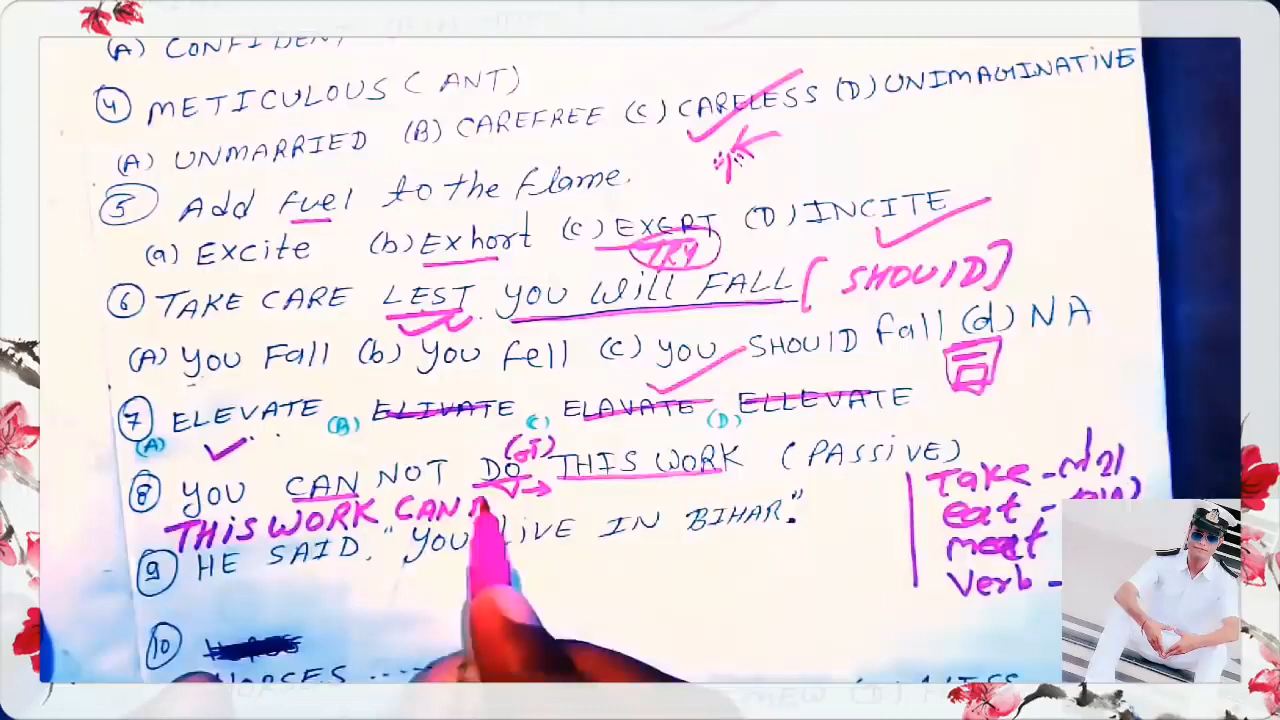 (A) CONFIDENT
④ METICULOUS (ANT)
(A) UNMARRIED (B) CAREFREE (C) CARELESS (D) UNIMAGINATIVE
⑤ Add fuel to the flame.
(a) Excite (b) Exhort (c) EXERT (D) INCITE
TRY
⑥ TAKE CARE LEST YOU WILL FALL [SHOULD]
(A) YOU FALL (b) YOU fell (c) YOU SHOULD fall (d) NA
⑦ ELEVATE ELIVATE ELAVATE ELLEVATE
(A) (B) (C) (D)
⑧ YOU CAN NOT DO THIS WORK (PASSIVE)
THIS WORK CAN
⑨ HE SAID, "YOU LIVE IN BIHAR."
⑩
HORSES ....
Take -
eat -
meat
Verb -